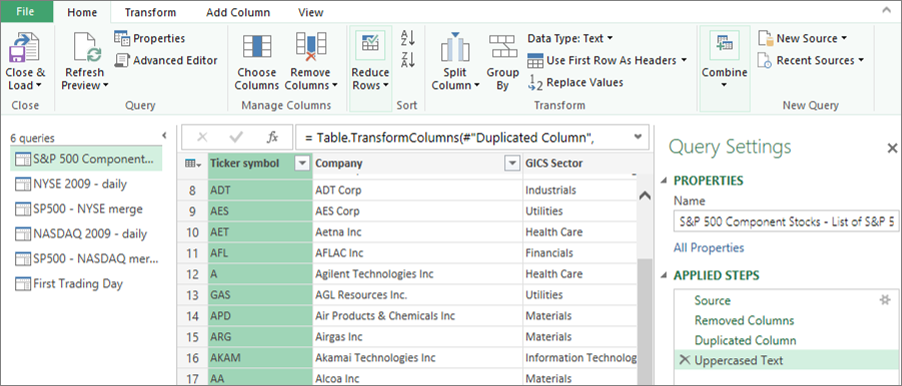 File Home Transform Add Column View
Close & Load
Refresh Preview
Properties
Advanced Editor
Choose Columns
Remove Columns
Reduce Rows
A Z
Z A
Split Column
Group By
Data Type: Text
Use First Row As Headers
1 2 Replace Values
Combine
New Source
Recent Sources
Close Query Manage Columns Sort Transform New Query
6 queries
S&P 500 Component...
NYSE 2009 - daily
SP500 - NYSE merge
NASDAQ 2009 - daily
SP500 - NASDAQ mer...
First Trading Day
fx = Table.TransformColumns(#"Duplicated Column",
Ticker symbol Company GICS Sector
8 ADT ADT Corp Industrials
9 AES AES Corp Utilities
10 AET Aetna Inc Health Care
11 AFL AFLAC Inc Financials
12 A Agilent Technologies Inc Health Care
13 GAS AGL Resources Inc. Utilities
14 APD Air Products & Chemicals Inc Materials
15 ARG Airgas Inc Materials
16 AKAM Akamai Technologies Inc Information Technolog
17 AA Alcoa Inc Materials
Query Settings
PROPERTIES
Name
S&P 500 Component Stocks - List of S&P 5
All Properties
APPLIED STEPS
Source
Removed Columns
Duplicated Column
Uppercased Text